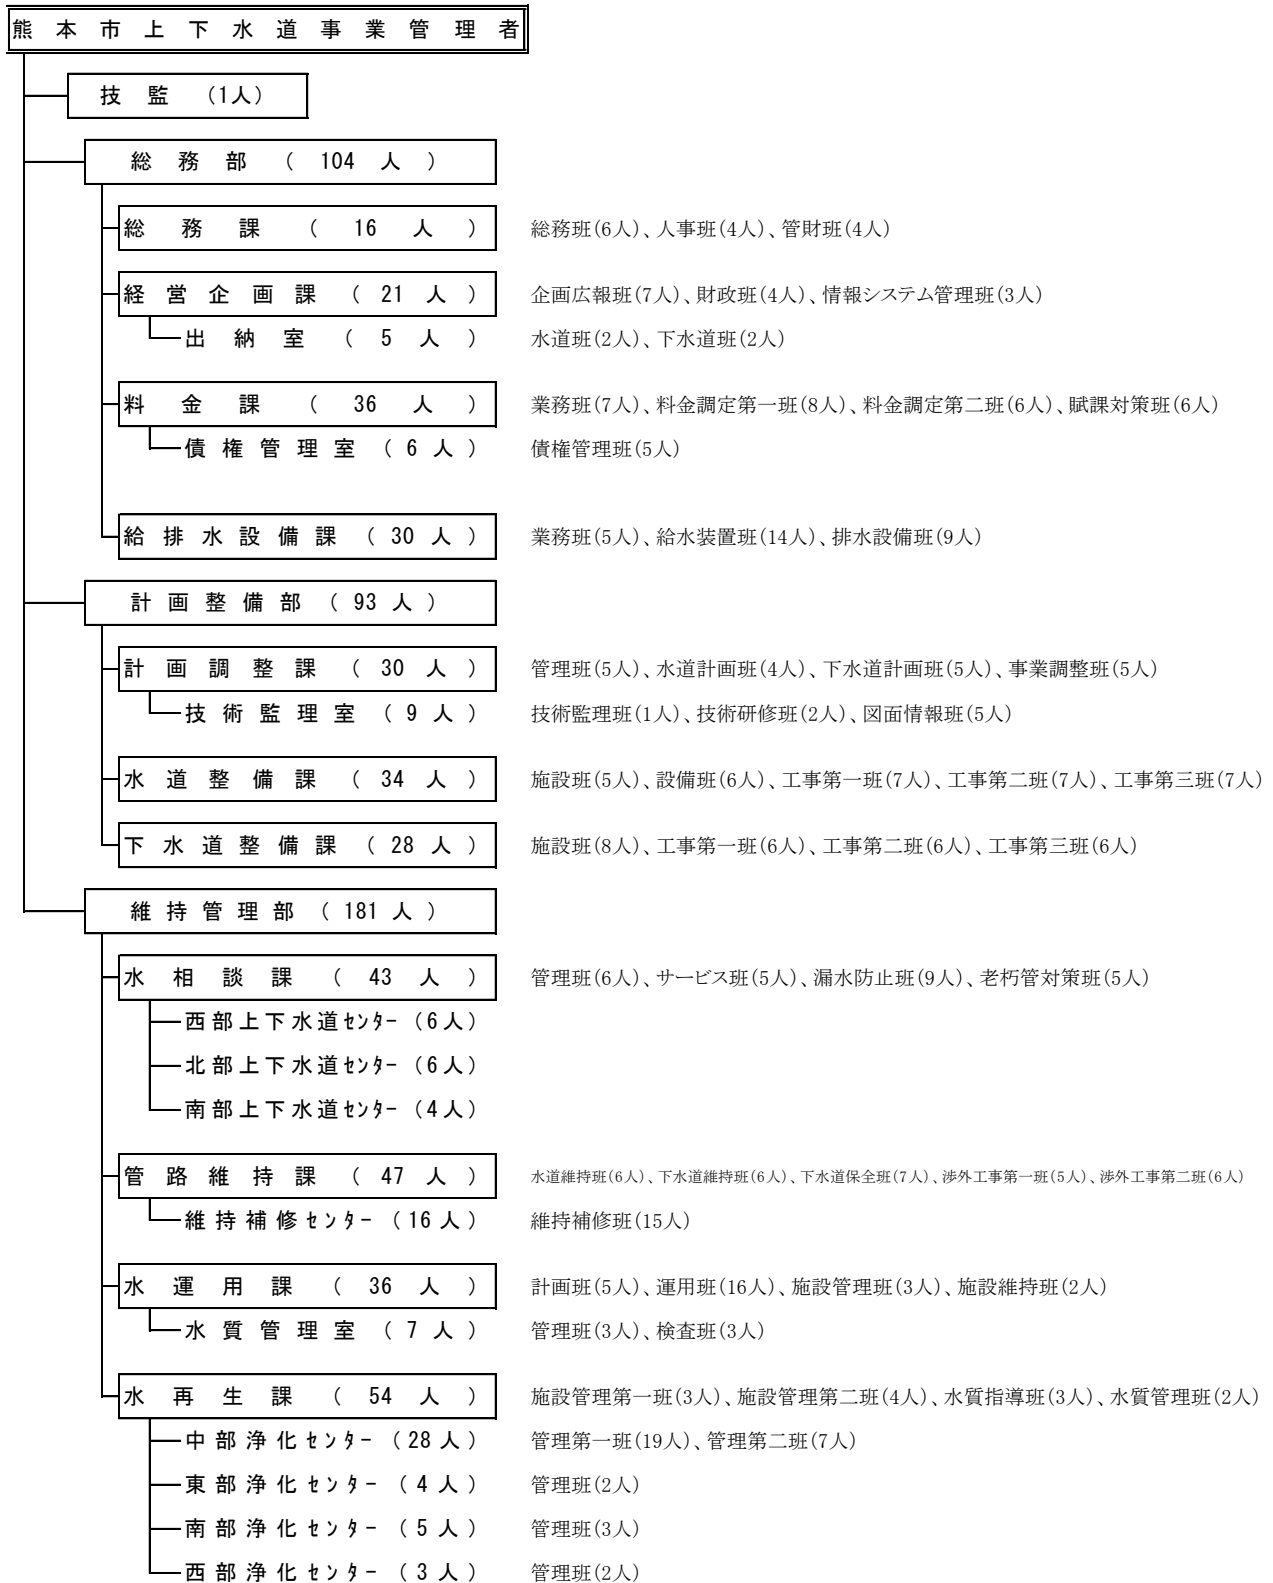 熊本市上下水道事業管理者
技監 (1人)
総務部 (104人)
総務課 (16人) 総務班(6人)、人事班(4人)、管財班(4人)
経営企画課 (21人) 企画広報班(7人)、財政班(4人)、情報システム管理班(3人)
出納室 (5人) 水道班(2人)、下水道班(2人)
料金課 (36人) 業務班(7人)、料金調定第一班(8人)、料金調定第二班(6人)、賦課対策班(6人)
債権管理室 (6人) 債権管理班(5人)
給排水設備課 (30人) 業務班(5人)、給水装置班(14人)、排水設備班(9人)
計画整備部 (93人)
計画調整課 (30人) 管理班(5人)、水道計画班(4人)、下水道計画班(5人)、事業調整班(5人)
技術監理室 (9人) 技術監理班(1人)、技術研修班(2人)、図面情報班(5人)
水道整備課 (34人) 施設班(5人)、設備班(6人)、工事第一班(7人)、工事第二班(7人)、工事第三班(7人)
下水道整備課 (28人) 施設班(8人)、工事第一班(6人)、工事第二班(6人)、工事第三班(6人)
維持管理部 (181人)
水相談課 (43人) 管理班(6人)、サービス班(5人)、漏水防止班(9人)、老朽管対策班(5人)
西部上下水道ｾﾝﾀｰ (6人)
北部上下水道ｾﾝﾀｰ (6人)
南部上下水道ｾﾝﾀｰ (4人)
管路維持課 (47人) 水道維持班(6人)、下水道維持班(6人)、下水道保全班(7人)、渉外工事第一班(5人)、渉外工事第二班(6人)
維持補修ｾﾝﾀｰ (16人) 維持補修班(15人)
水運用課 (36人) 計画班(5人)、運用班(16人)、施設管理班(3人)、施設維持班(2人)
水質管理室 (7人) 管理班(3人)、検査班(3人)
水再生課 (54人) 施設管理第一班(3人)、施設管理第二班(4人)、水質指導班(3人)、水質管理班(2人)
中部浄化ｾﾝﾀｰ (28人) 管理第一班(19人)、管理第二班(7人)
東部浄化ｾﾝﾀｰ (4人) 管理班(2人)
南部浄化ｾﾝﾀｰ (5人) 管理班(3人)
西部浄化ｾﾝﾀｰ (3人) 管理班(2人)